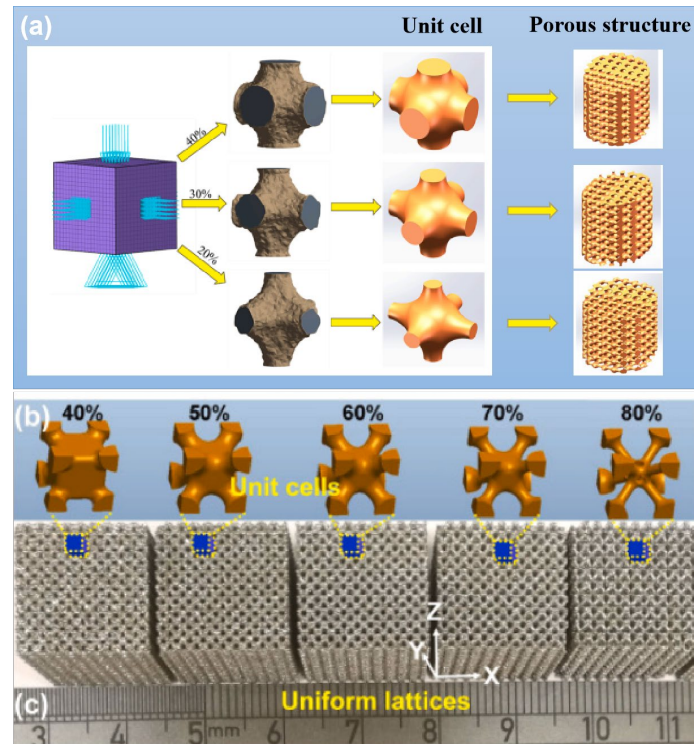 (a)
Unit cell
Porous structure
40%
30%
20%
(b)
40%
50%
60%
70%
80%
Unit cells
Z
Y
X
(c)
Uniform lattices
3 4 5 mm 6 7 8 9 10 11